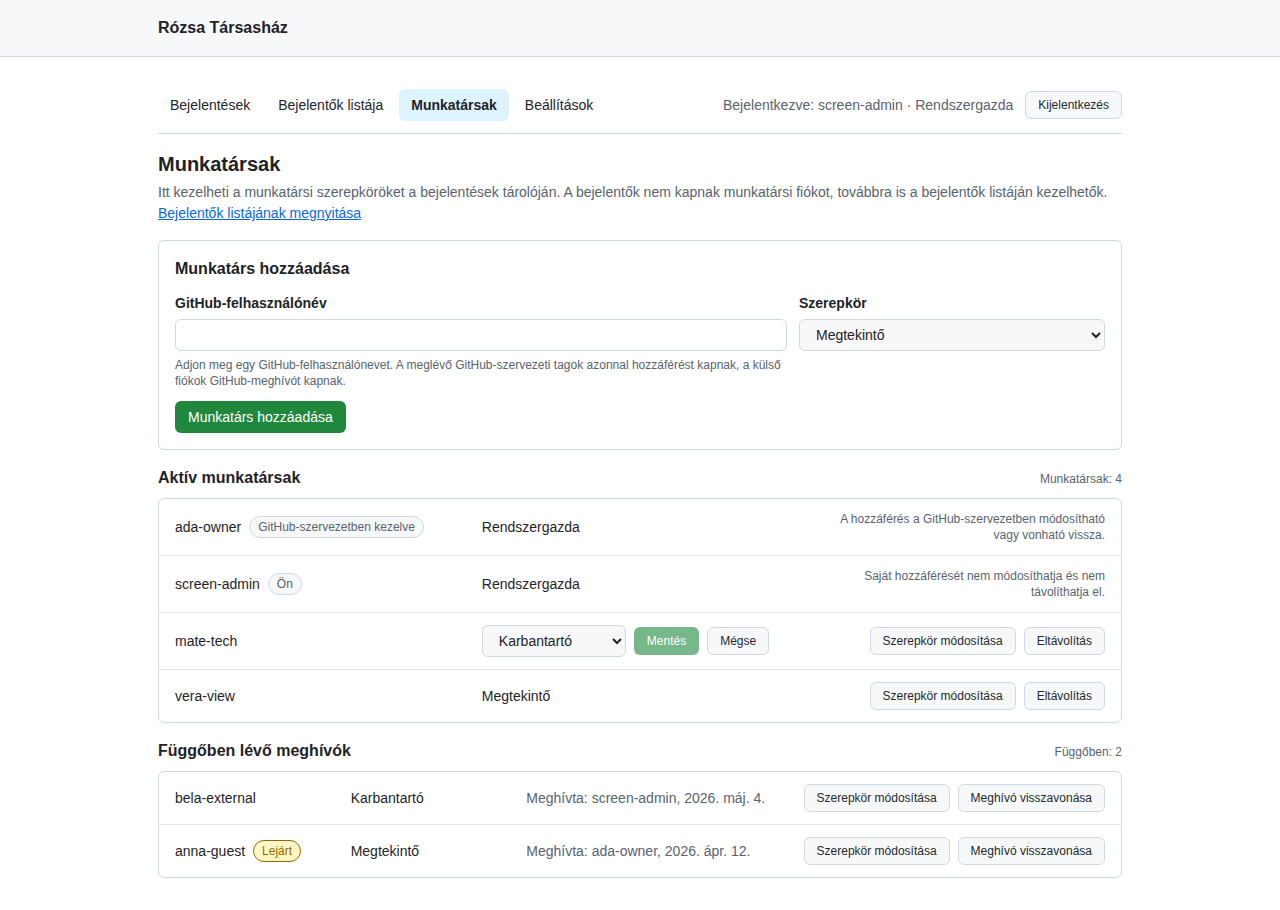 Rózsa Társasház
Bejelentések Bejelentők listája Munkatársak Beállítások Bejelentkezve: screen-admin · Rendszergazda Kijelentkezés
Munkatársak
Itt kezelheti a munkatársi szerepköröket a bejelentések tárolóján. A bejelentők nem kapnak munkatársi fiókot, továbbra is a bejelentők listáján kezelhetők.
Bejelentők listájának megnyitása
Munkatárs hozzáadása
GitHub-felhasználónév Szerepkör
Megtekintő
Adjon meg egy GitHub-felhasználónevet. A meglévő GitHub-szervezeti tagok azonnal hozzáférést kapnak, a külső
fiókok GitHub-meghívót kapnak.
Munkatárs hozzáadása
Aktív munkatársak Munkatársak: 4
ada-owner GitHub-szervezetben kezelve Rendszergazda A hozzáférés a GitHub-szervezetben módosítható
vagy vonható vissza.
screen-admin Ön Rendszergazda Saját hozzáférését nem módosíthatja és nem
távolíthatja el.
mate-tech Karbantartó Mentés Mégse Szerepkör módosítása Eltávolítás
vera-view Megtekintő Szerepkör módosítása Eltávolítás
Függőben lévő meghívók Függőben: 2
bela-external Karbantartó Meghívta: screen-admin, 2026. máj. 4. Szerepkör módosítása Meghívó visszavonása
anna-guest Lejárt Megtekintő Meghívta: ada-owner, 2026. ápr. 12. Szerepkör módosítása Meghívó visszavonása